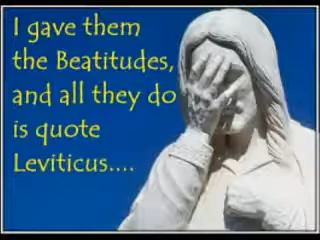 I gave them
the Beatitudes,
and all they do
is quote
Leviticus....